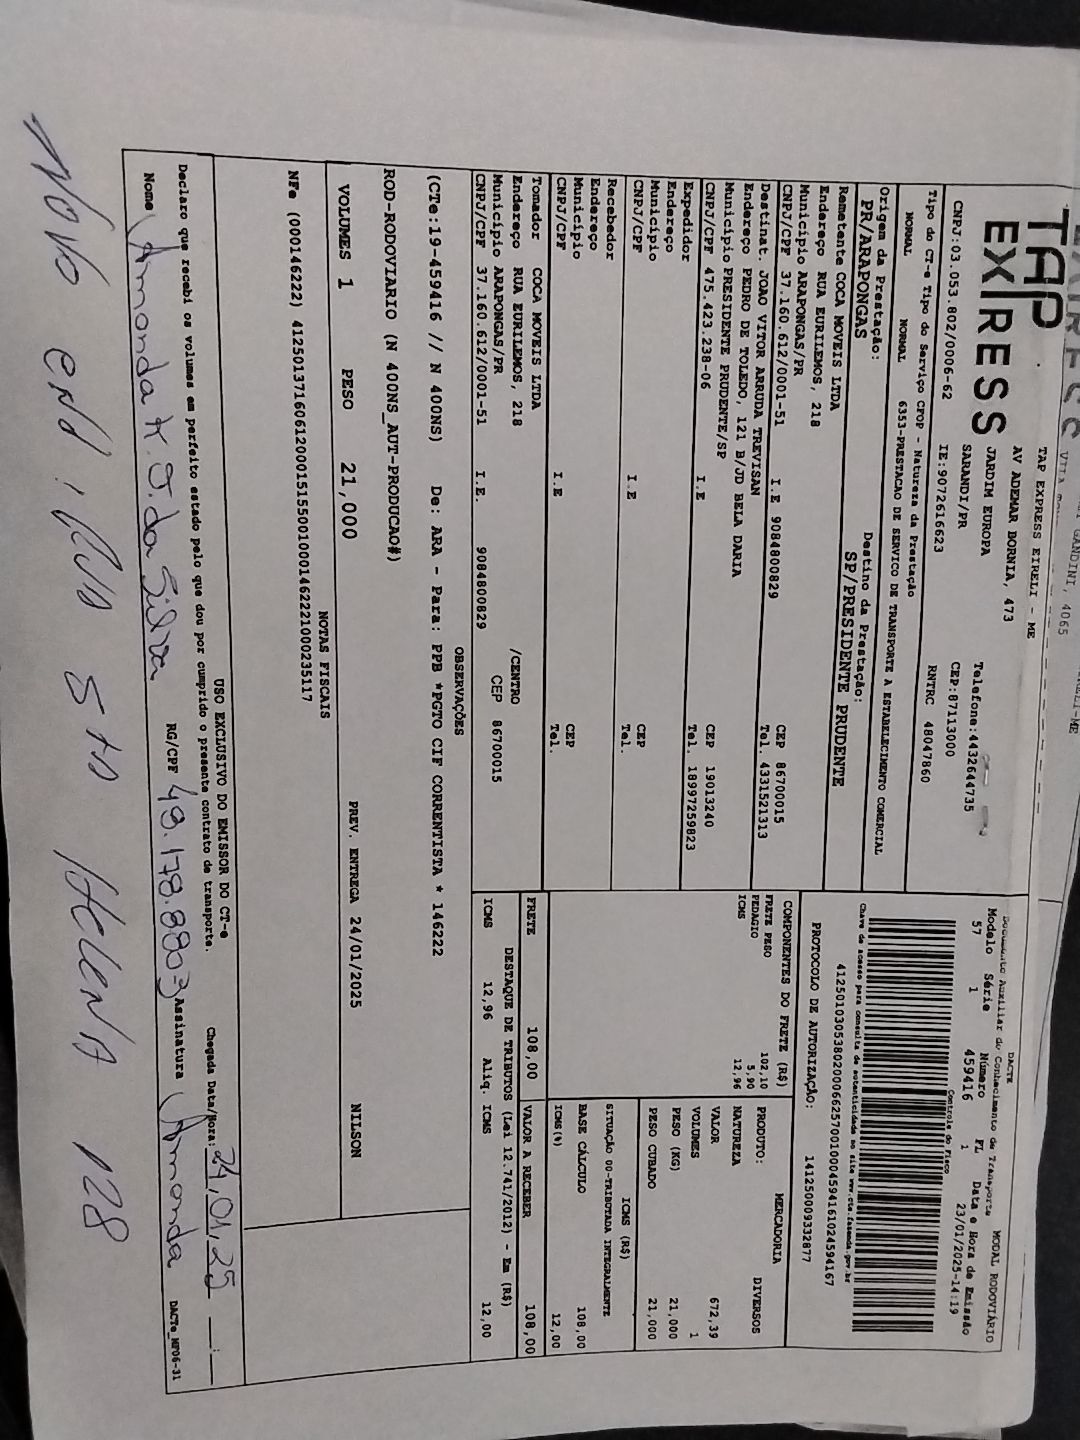 TAP
EXPRESS
TAP EXPRESS EIRELI - ME
AV ADEMAR BORNIA, 473
JARDIM EUROPA
SARANDI/PR
Telefone:4432644735
CEP:87113000
CNPJ:03.053.802/0006-62 IE:9072616623 RNTRC 48047860
DACTE MODAL RODOVIÁRIO
Documento Auxiliar do Conhecimento de Transporte
Modelo Série Número FL Data e Hora de Emissão
57 1 459416 1 23/01/2025-14:19
Controle do Fisco
Chave de acesso para consulta de autenticidade no site www.cte.fazenda.gov.br
41250103053802000662570010004594161024594167
PROTOCOLO DE AUTORIZAÇÃO: 141250009332877
Tipo do CT-e Tipo do Serviço CFOP - Natureza da Prestação
NORMAL NORMAL 6353-PRESTACAO DE SERVICO DE TRANSPORTE A ESTABELECIMENTO COMERCIAL
Origem da Prestação: Destino da Prestação:
PR/ARAPONGAS SP/PRESIDENTE PRUDENTE
Remetente COCA MOVEIS LTDA
Endereço RUA EURILEMOS, 218
Município ARAPONGAS/PR CEP 86700015
CNPJ/CPF 37.160.612/0001-51 I.E 9084800829 Tel. 4331521313
Destinat. JOAO VITOR ARRUDA TREVISAN
Endereço PEDRO DE TOLEDO, 121 B/JD BELA DARIA
Município PRESIDENTE PRUDENTE/SP CEP 19013240
CNPJ/CPF 475.423.238-06 I.E Tel. 18997259823
Expedidor
Endereço
Município CEP
CNPJ/CPF I.E Tel.
Recebedor
Endereço
Município CEP
CNPJ/CPF I.E Tel.
Tomador COCA MOVEIS LTDA
Endereço RUA EURILEMOS, 218 /CENTRO
Município ARAPONGAS/PR CEP 86700015
CNPJ/CPF 37.160.612/0001-51 I.E. 9084800829
COMPONENTES DO FRETE (R$)
FRETE PESO 102,10
PEDAGIO 5,90
ICMS 12,96
PRODUTO: MERCADORIA
NATUREZA DIVERSOS
VALOR 672,39
VOLUMES 1
PESO (KG) 21,000
PESO CUBADO 21,000
ICMS (R$)
SITUAÇÃO 00-TRIBUTADA INTEGRALMENTE
BASE CÁLCULO 108,00
ICMS(%) 12,00
FRETE 108,00 VALOR A RECEBER 108,00
DESTAQUE DE TRIBUTOS (Lei 12.741/2012) - Em (R$)
ICMS 12,96 Aliq. ICMS 12,00
OBSERVAÇÕES
(CTe:19-459416 // N 400NS) De: ARA - Para: PPB *PGTO CIF CORRENTISTA * 146222
ROD-RODOVIARIO (N 400NS_AUT-PRODUCAO#)
VOLUMES 1 PESO 21,000 PREV. ENTREGA 24/01/2025 NILSON
NOTAS FISCAIS
NFe (000146222) 41250137160612000151550010001462221000235117
USO EXCLUSIVO DO EMISSOR DO CT-e
Declaro que recebi os volumes em perfeito estado pelo que dou por cumprido o presente contrato de transporte. Chegada Data/Hora: 24,01,25 __:__
Nome Amonda K. J. da Silva RG/CPF 49.178.880-3 Assinatura Amonda
DACTe_MP06-31
NOVO END: RUA STA HELENA 128